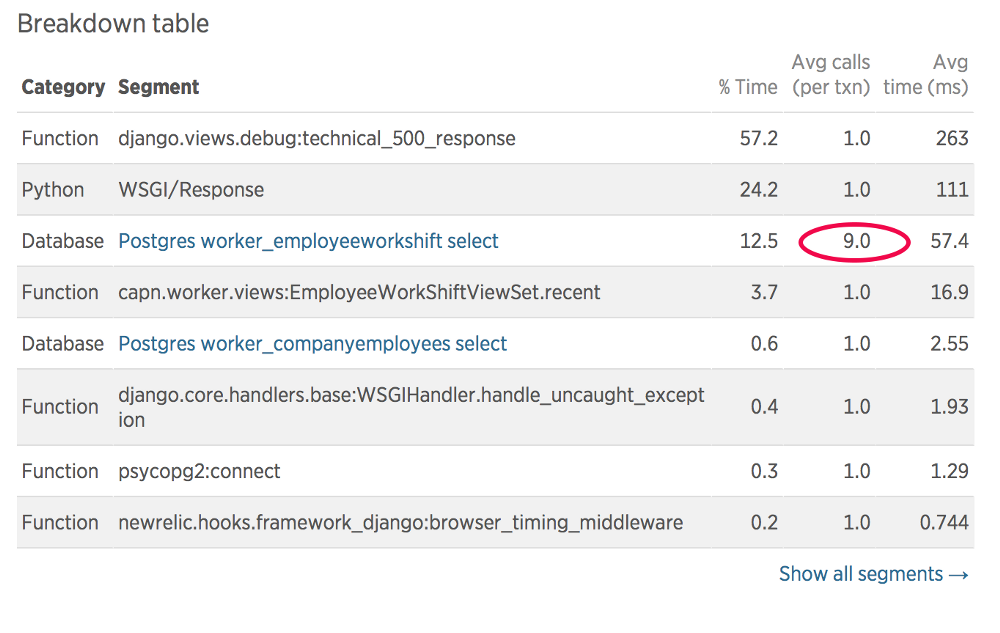 Breakdown table
Avg calls Avg
Category Segment % Time (per txn) time (ms)
Function django.views.debug:technical_500_response 57.2 1.0 263
Python WSGI/Response 24.2 1.0 111
Database Postgres worker_employeeworkshift select 12.5 9.0 57.4
Function capn.worker.views:EmployeeWorkShiftViewSet.recent 3.7 1.0 16.9
Database Postgres worker_companyemployees select 0.6 1.0 2.55
Function django.core.handlers.base:WSGIHandler.handle_uncaught_except 0.4 1.0 1.93
ion
Function psycopg2:connect 0.3 1.0 1.29
Function newrelic.hooks.framework_django:browser_timing_middleware 0.2 1.0 0.744
Show all segments →